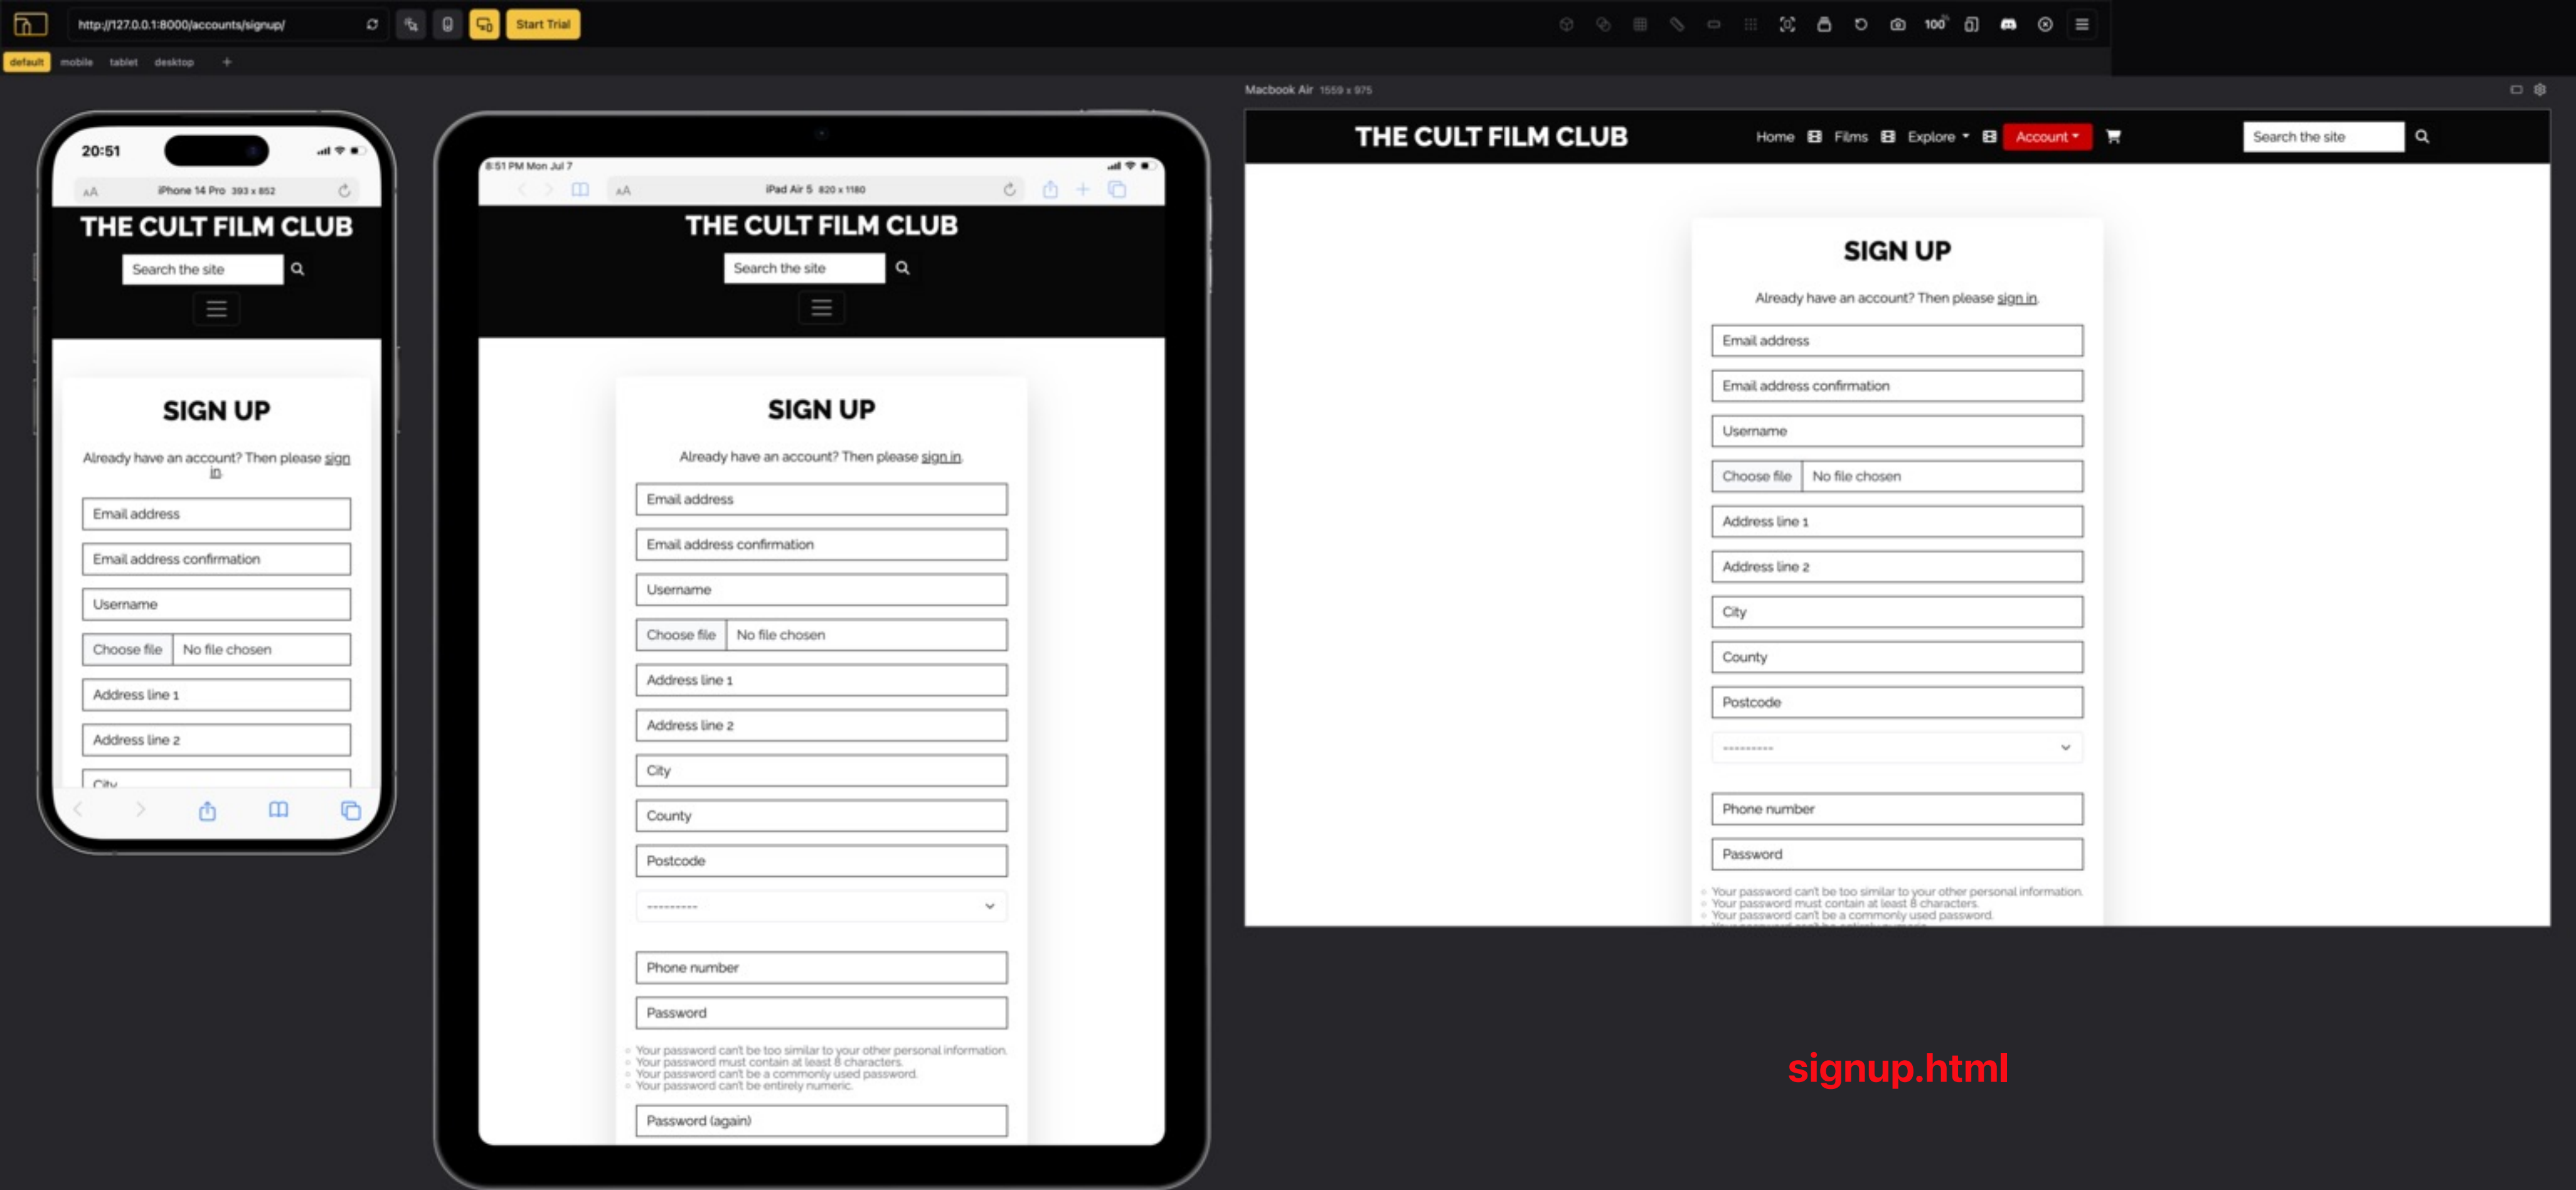 http://127.0.0.1:8000/accounts/signup/
Start Trial
100%
default
mobile
tablet
desktop
+
20:51
AA
iPhone 14 Pro 393 x 852
THE CULT FILM CLUB
Search the site
SIGN UP
Already have an account? Then please sign
in.
Email address
Email address confirmation
Username
Choose file
No file chosen
Address line 1
Address line 2
City
8:51 PM Mon Jul 7
AA
iPad Air 5 820 x 1180
THE CULT FILM CLUB
Search the site
SIGN UP
Already have an account? Then please sign in.
Email address
Email address confirmation
Username
Choose file
No file chosen
Address line 1
Address line 2
City
County
Postcode
---------
Phone number
Password
Your password can't be too similar to your other personal information.
Your password must contain at least 8 characters.
Your password can't be a commonly used password.
Your password can't be entirely numeric.
Password (again)
Macbook Air 1559 x 975
THE CULT FILM CLUB
Home
Films
Explore
Account
Search the site
SIGN UP
Already have an account? Then please sign in.
Email address
Email address confirmation
Username
Choose file
No file chosen
Address line 1
Address line 2
City
County
Postcode
---------
Phone number
Password
Your password can't be too similar to your other personal information.
Your password must contain at least 8 characters.
Your password can't be a commonly used password.
signup.html